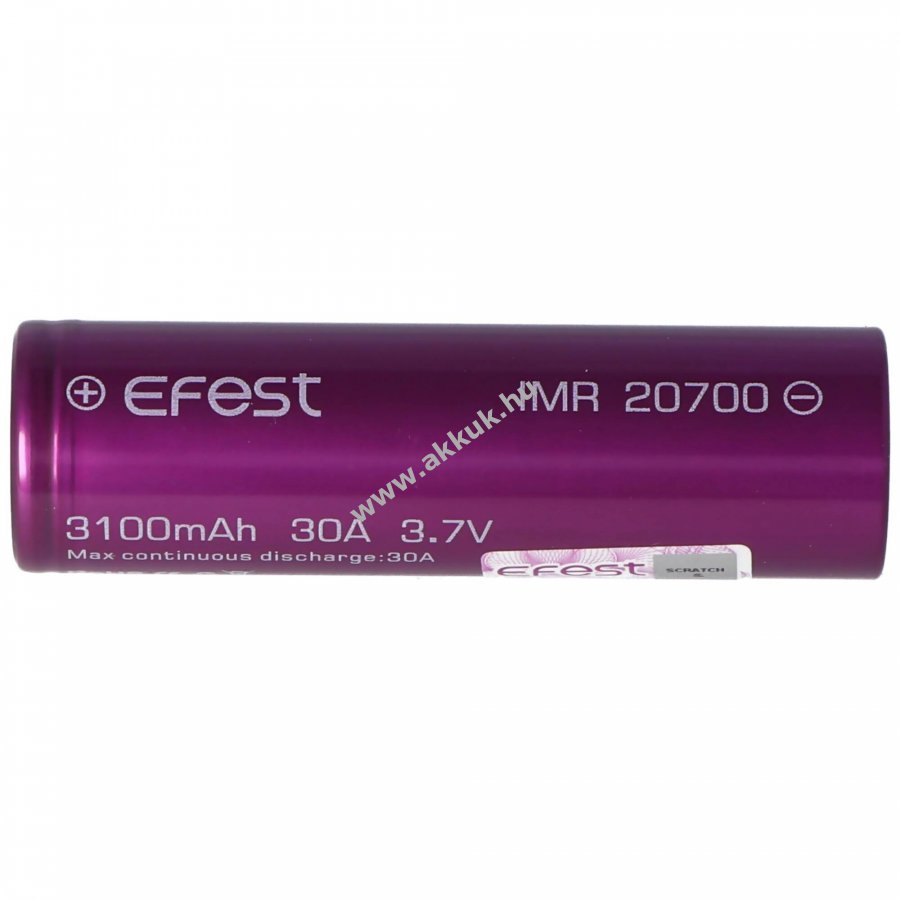 ⊕ EFEST IMR 20700 ⊖
3100mAh 30A 3.7V
Max continuous discharge:30A
EFEST SCRATCH &
www.akkuk.hu